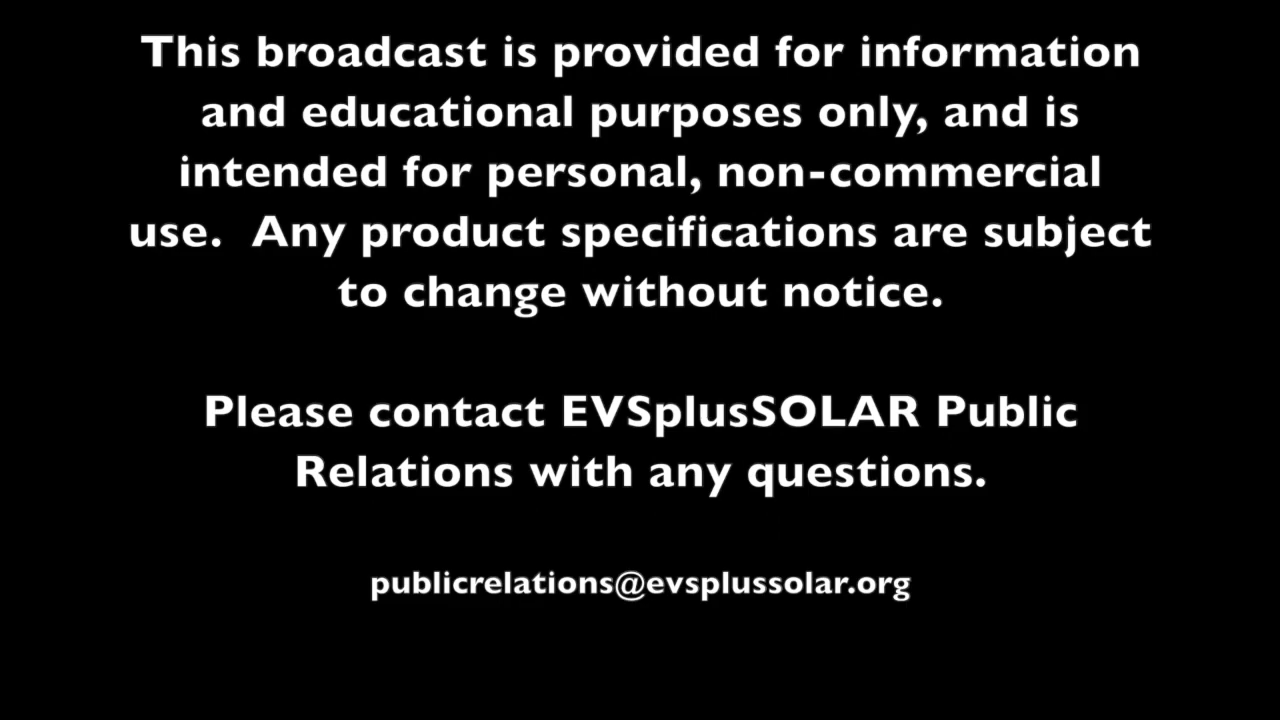 This broadcast is provided for information
and educational purposes only, and is
intended for personal, non-commercial
use.  Any product specifications are subject
to change without notice.
Please contact EVSplusSOLAR Public
Relations with any questions.
publicrelations@evsplussolar.org